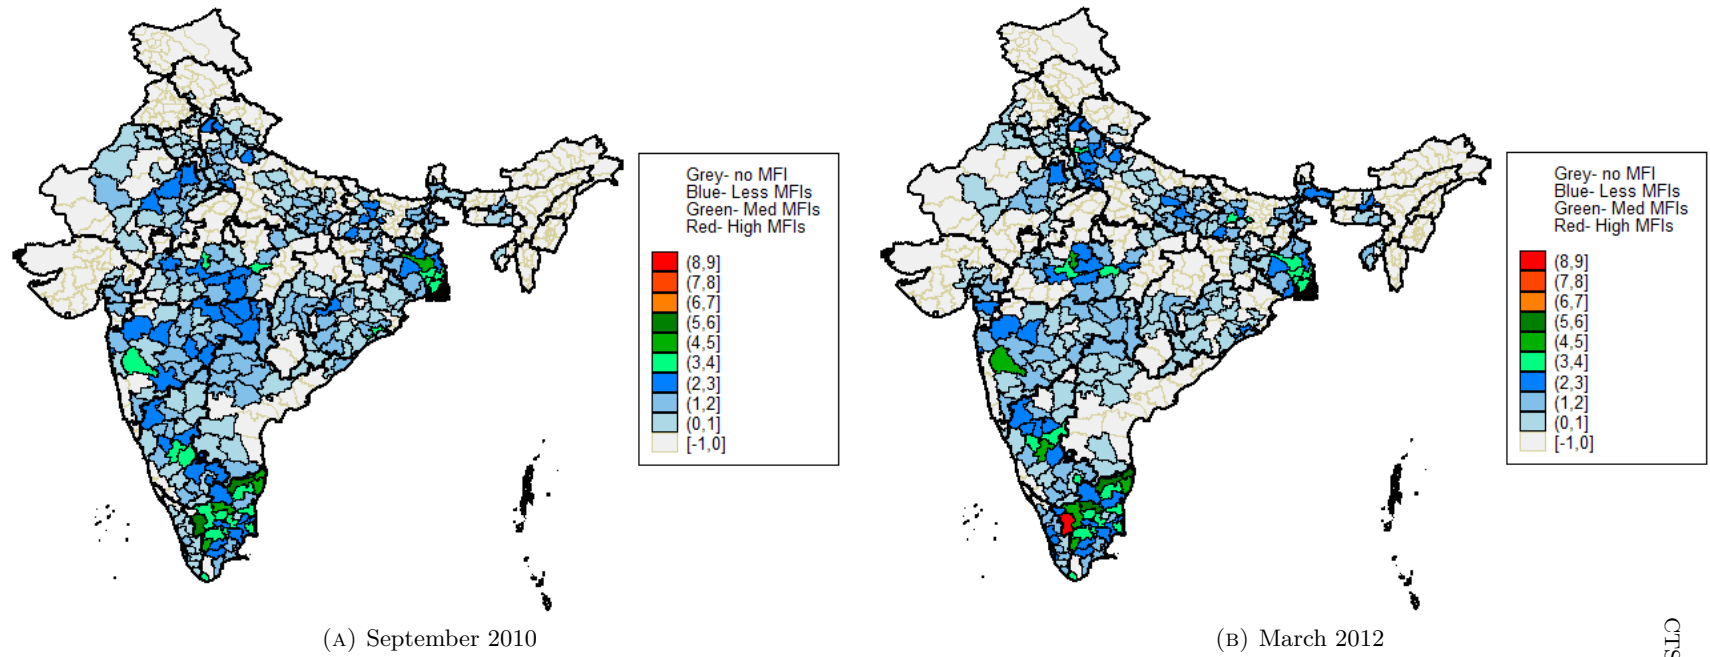 Grey- no MFI
Blue- Less MFIs
Green- Med MFIs
Red- High MFIs
(8,9]
(7,8]
(6,7]
(5,6]
(4,5]
(3,4]
(2,3]
(1,2]
(0,1]
[-1,0]
(A) September 2010
Grey- no MFI
Blue- Less MFIs
Green- Med MFIs
Red- High MFIs
(8,9]
(7,8]
(6,7]
(5,6]
(4,5]
(3,4]
(2,3]
(1,2]
(0,1]
[-1,0]
(B) March 2012